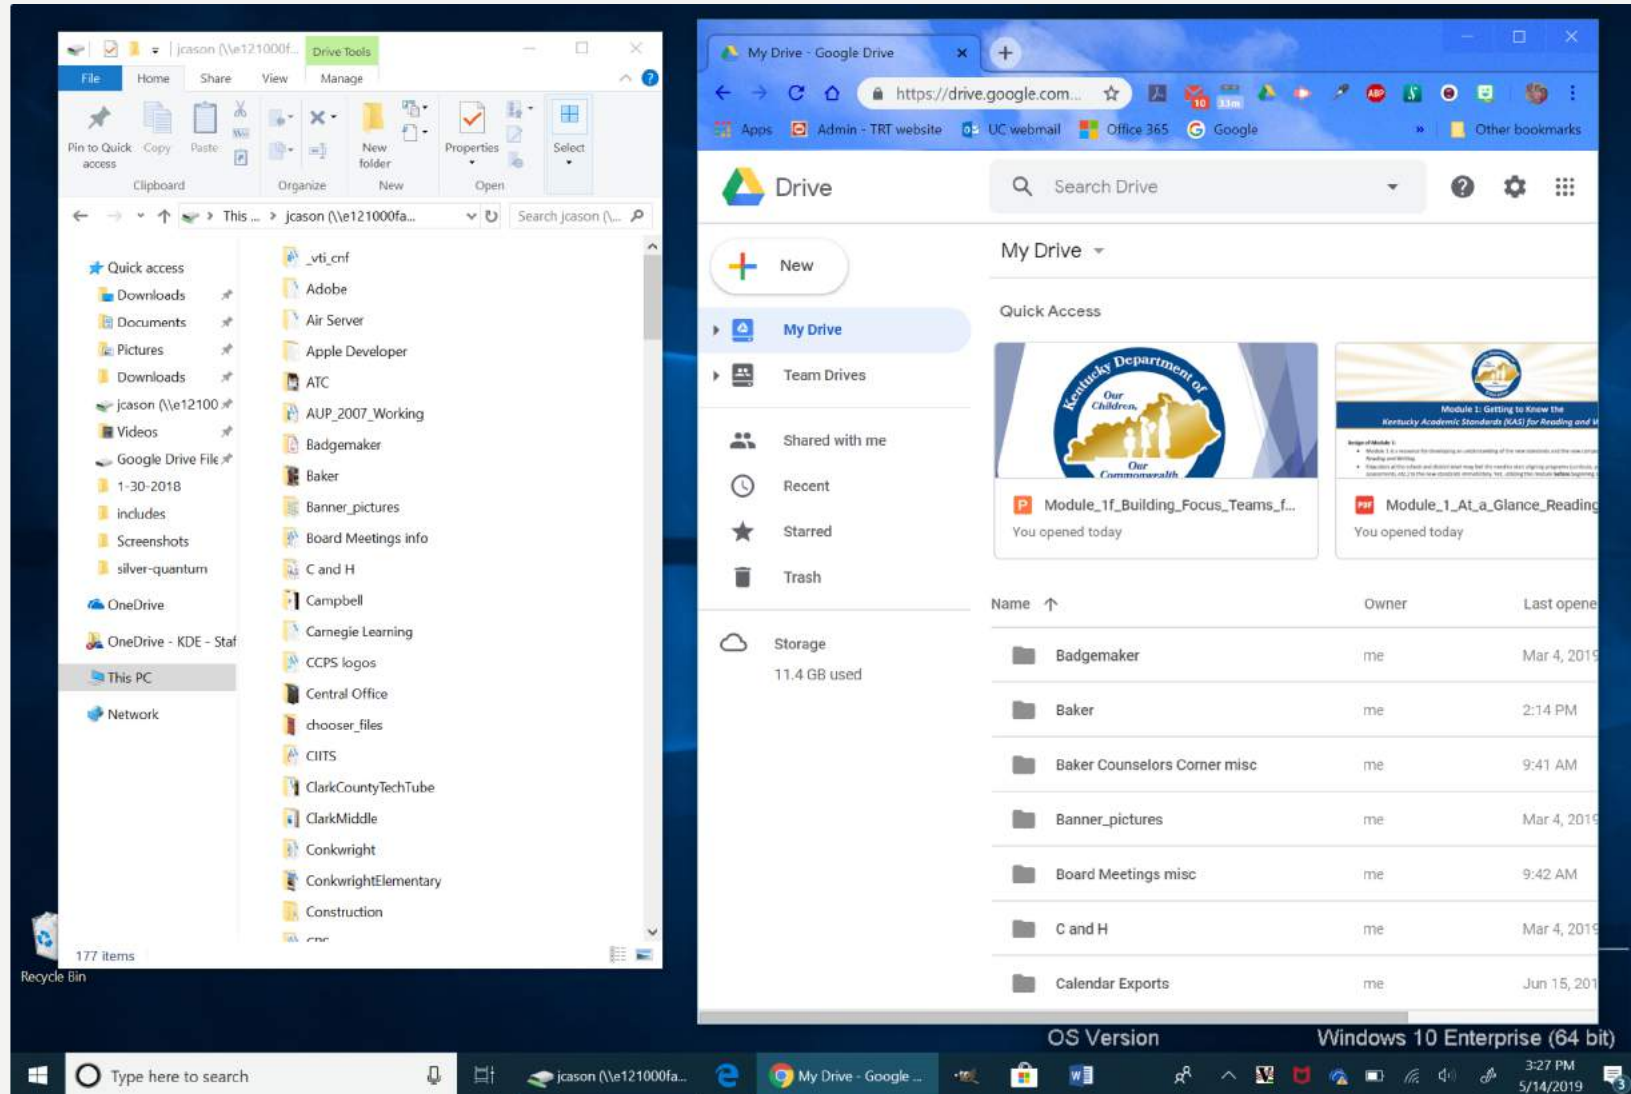 jcason (\\e121000f...
Drive Tools
File
Home
Share
View
Manage
Pin to Quick access
Copy
Paste
New folder
Properties
Select
Clipboard
Organize
New
Open
This ...
jcason (\\e121000fa...
Search jcason (\...
Quick access
Downloads
Documents
Pictures
Downloads
jcason (\\e12100
Videos
Google Drive File
1-30-2018
includes
Screenshots
silver-quantum
OneDrive
OneDrive - KDE - Staf
This PC
Network
_vti_cnf
Adobe
Air Server
Apple Developer
ATC
AUP_2007_Working
Badgemaker
Baker
Banner_pictures
Board Meetings info
C and H
Campbell
Carnegie Learning
CCPS logos
Central Office
chooser_files
CIITS
ClarkCountyTechTube
ClarkMiddle
Conkwright
ConkwrightElementary
Construction
177 items
Recycle Bin
My Drive - Google Drive
https://drive.google.com...
10
33m
ABP
Apps
Admin - TRT website
UC webmail
Office 365
Google
»
Other bookmarks
Drive
Search Drive
New
My Drive
Team Drives
Shared with me
Recent
Starred
Trash
Storage
11.4 GB used
My Drive
Quick Access
Kentucky Department of
Our Children,
Our Commonwealth
Module_1f_Building_Focus_Teams_f...
You opened today
Module 1: Getting to Know the
Kentucky Academic Standards (KAS) for Reading and W
PDF
Module_1_At_a_Glance_Reading
You opened today
Name
Owner
Last opene
Badgemaker me Mar 4, 2019
Baker me 2:14 PM
Baker Counselors Corner misc me 9:41 AM
Banner_pictures me Mar 4, 2019
Board Meetings misc me 9:42 AM
C and H me Mar 4, 2019
Calendar Exports me Jun 15, 201
OS Version
Windows 10 Enterprise (64 bit)
Type here to search
jcason (\\e121000fa...
My Drive - Google ...
3:27 PM
5/14/2019
3